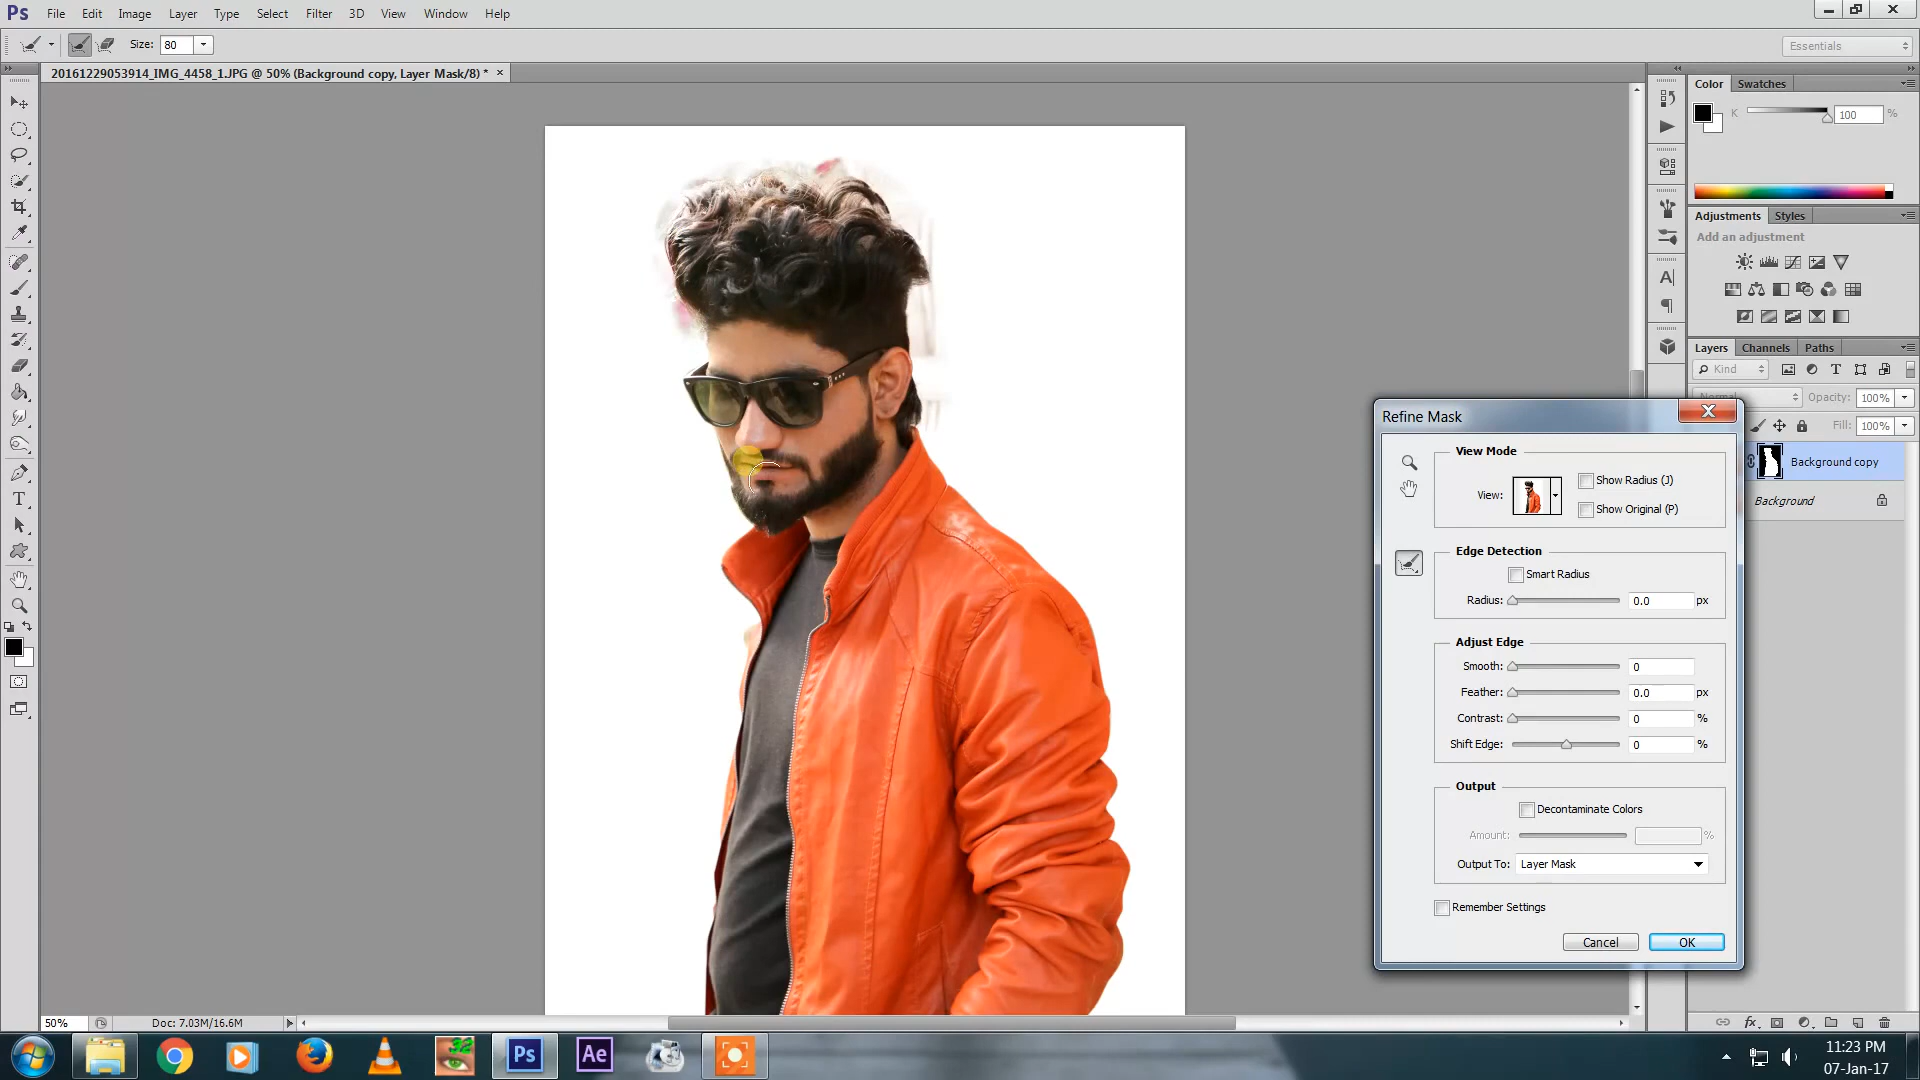 Ps File Edit Image Layer Type Select Filter 3D View Window Help
Size: 80
Essentials
20161229053914_IMG_4458_1.JPG @ 50% (Background copy, Layer Mask/8) * ×
Color Swatches
K 100 %
Adjustments Styles
Add an adjustment
Layers Channels Paths
Kind
Normal Opacity: 100%
Fill: 100%
Background copy
Background
Refine Mask
View Mode
View:
Show Radius (J)
Show Original (P)
Edge Detection
Smart Radius
Radius: 0.0 px
Adjust Edge
Smooth: 0
Feather: 0.0 px
Contrast: 0 %
Shift Edge: 0 %
Output
Decontaminate Colors
Amount: %
Output To: Layer Mask
Remember Settings
Cancel OK
50% Doc: 7.03M/16.6M
32
Ps
Ae
11:23 PM
07-Jan-17